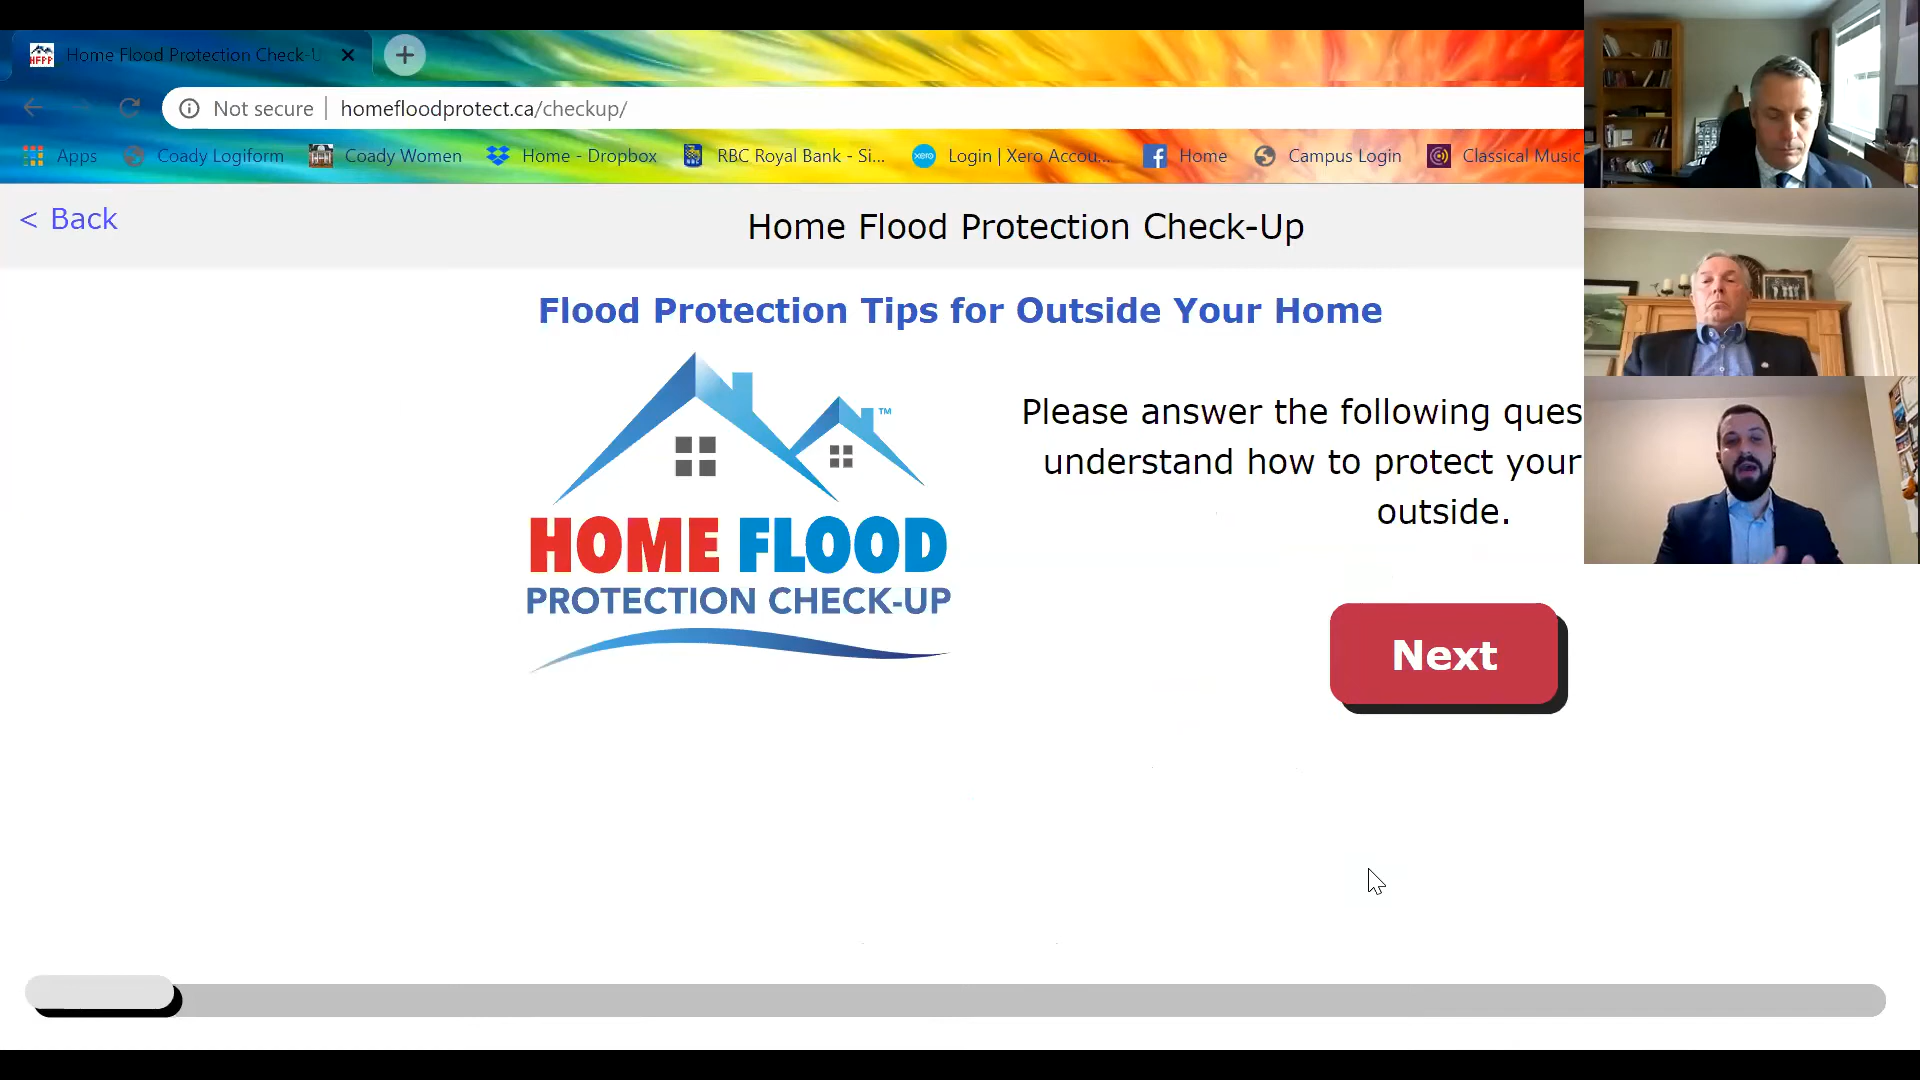 HFPP Home Flood Protection Check-U
Not secure | homefloodprotect.ca/checkup/
Apps Coady Logiform Coady Women Home - Dropbox RBC Royal Bank - Si... xero Login | Xero Accou... Home Campus Login Classical Music
< Back
Home Flood Protection Check-Up
Flood Protection Tips for Outside Your Home
Please answer the following ques
understand how to protect your
outside.
TM
HOME FLOOD
PROTECTION CHECK-UP
Next